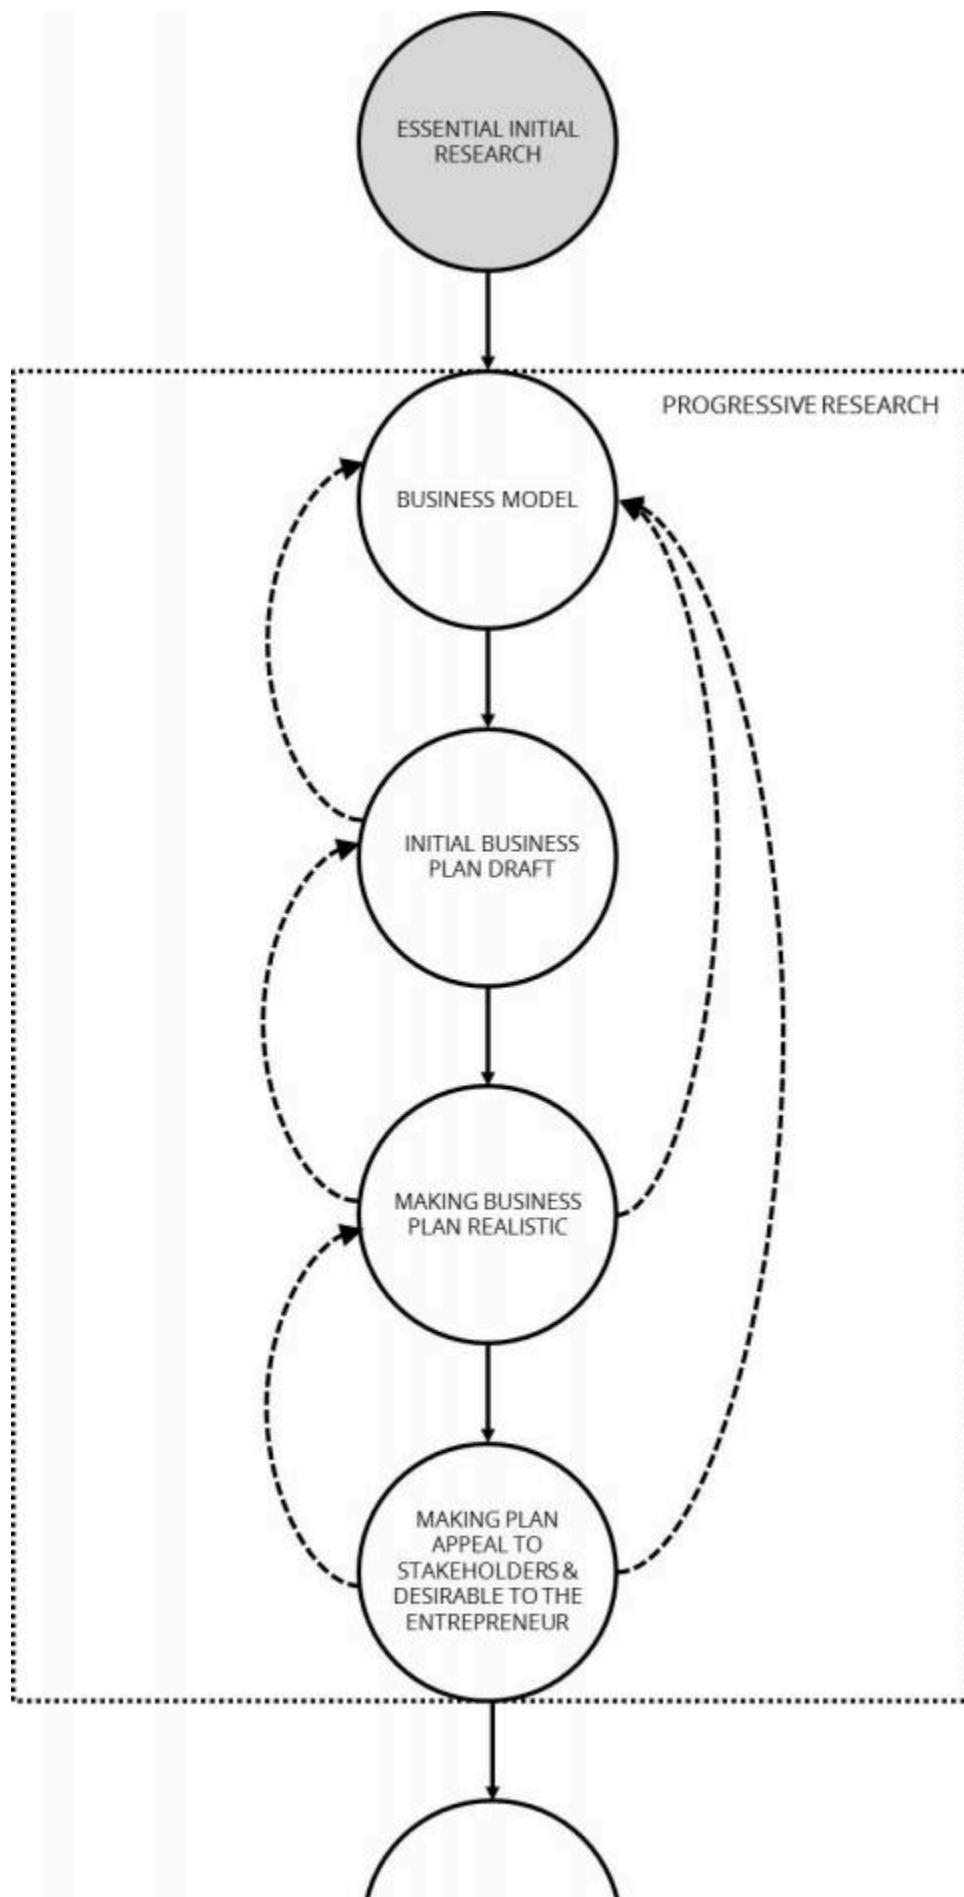 ESSENTIAL INITIAL
RESEARCH
PROGRESSIVE RESEARCH
BUSINESS MODEL
INITIAL BUSINESS
PLAN DRAFT
MAKING BUSINESS
PLAN REALISTIC
MAKING PLAN
APPEAL TO
STAKEHOLDERS &
DESIRABLE TO THE
ENTREPRENEUR